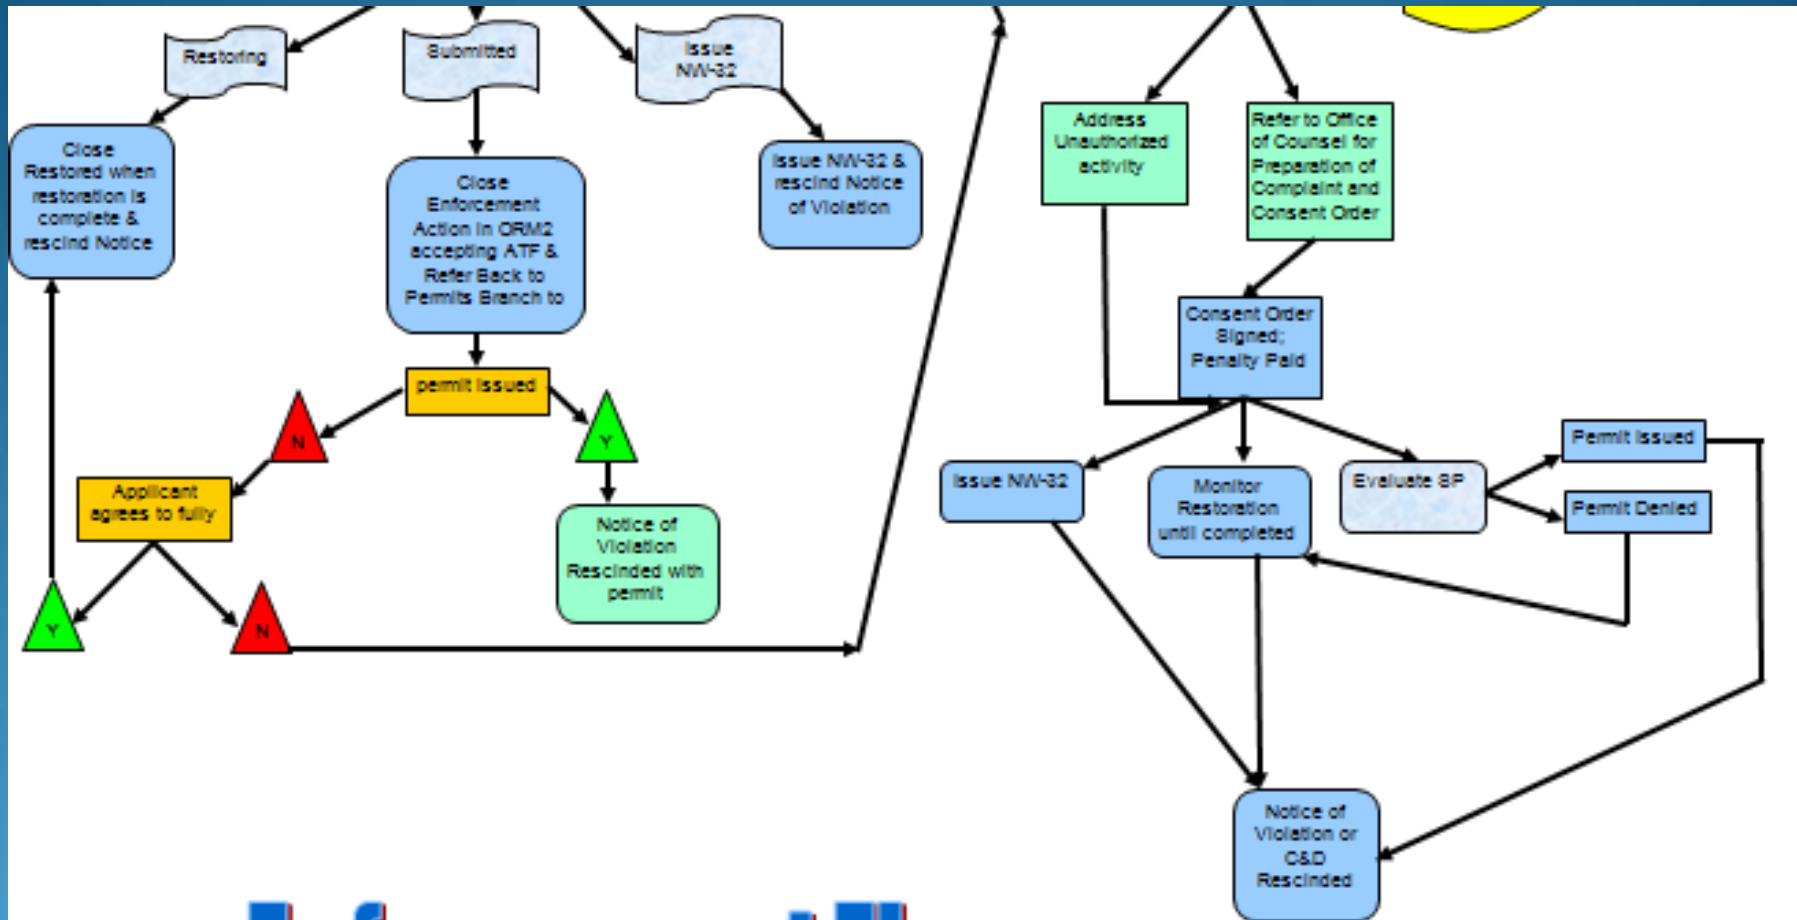 Restoring
Submitted
Issue
NW-32
Close
Restored when
restoration is
complete &
rescind Notice
Close
Enforcement
Action in ORM2
accepting ATF &
Refer Back to
Permits Branch to
Issue NW-32 &
rescind Notice
of Violation
permit issued
N
Y
Applicant
agrees to fully
Notice of
Violation
Rescinded with
permit
Y
N
Address
Unauthorized
activity
Refer to Office
of Counsel for
Preparation of
Complaint and
Consent Order
Consent Order
Signed;
Penalty Paid
Issue NW-32
Monitor
Restoration
until completed
Evaluate SP
Permit Issued
Permit Denied
Notice of
Violation or
C&D
Rescinded